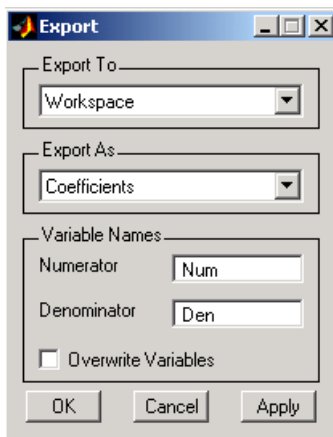 Export
Export To
Workspace
Export As
Coefficients
Variable Names
Numerator Num
Denominator Den
Overwrite Variables
OK Cancel Apply